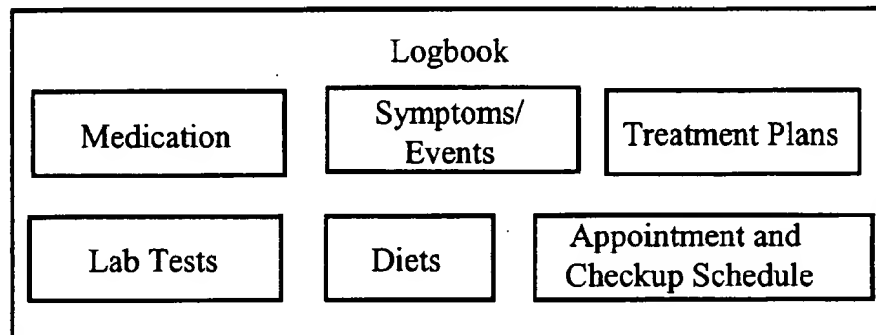 Logbook
Medication
Symptoms/
Events
Treatment Plans
Lab Tests
Diets
Appointment and
Checkup Schedule